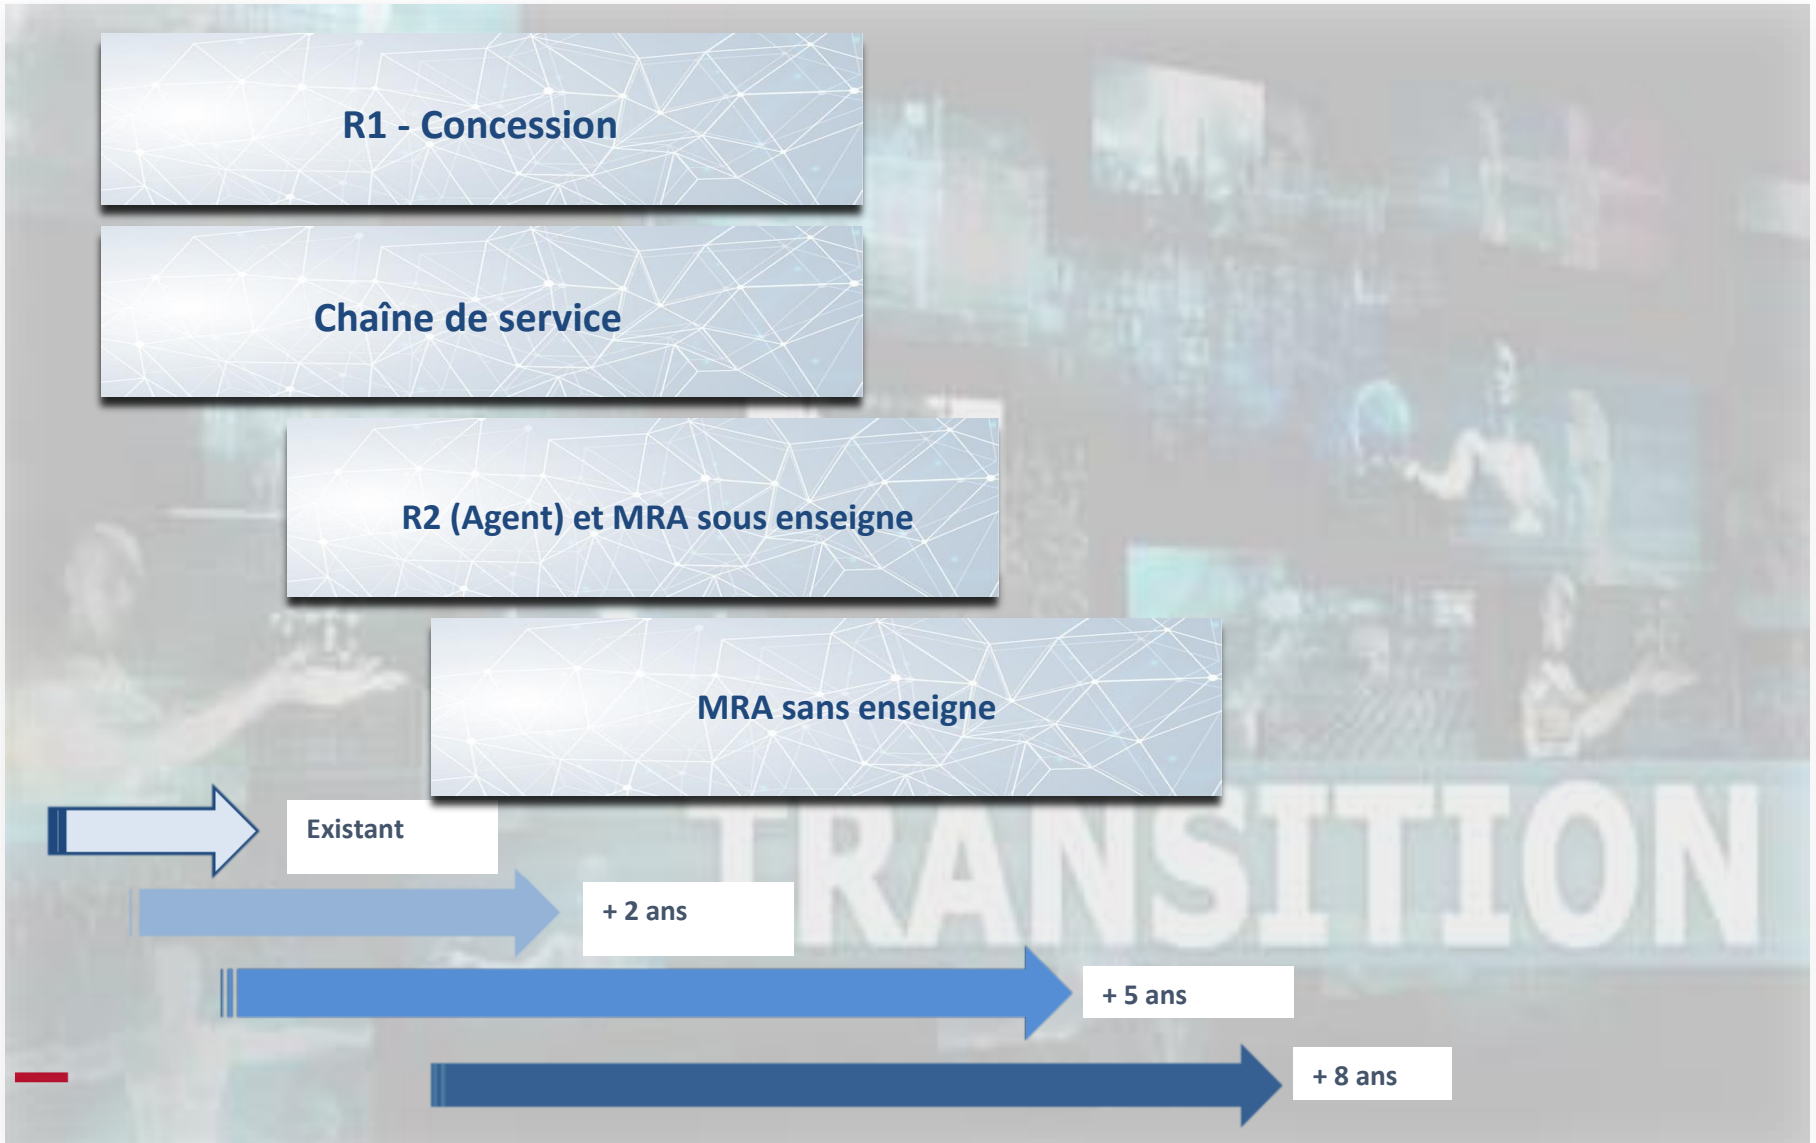 R1 - Concession
Chaîne de service
R2 (Agent) et MRA sous enseigne
MRA sans enseigne
Existant
TRANSITION
+ 2 ans
+ 5 ans
+ 8 ans